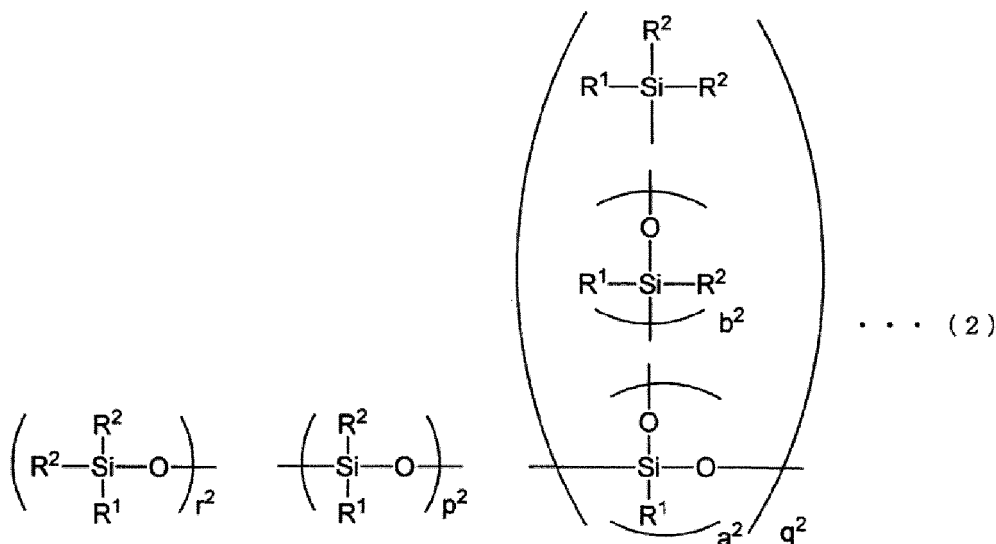 R²
R¹—Si—R²
O
R¹—Si—R²
b²
· · · (2)
R² R² O
R²—Si—O Si—O Si—O
R¹ r² R¹ p² R¹ a² q²